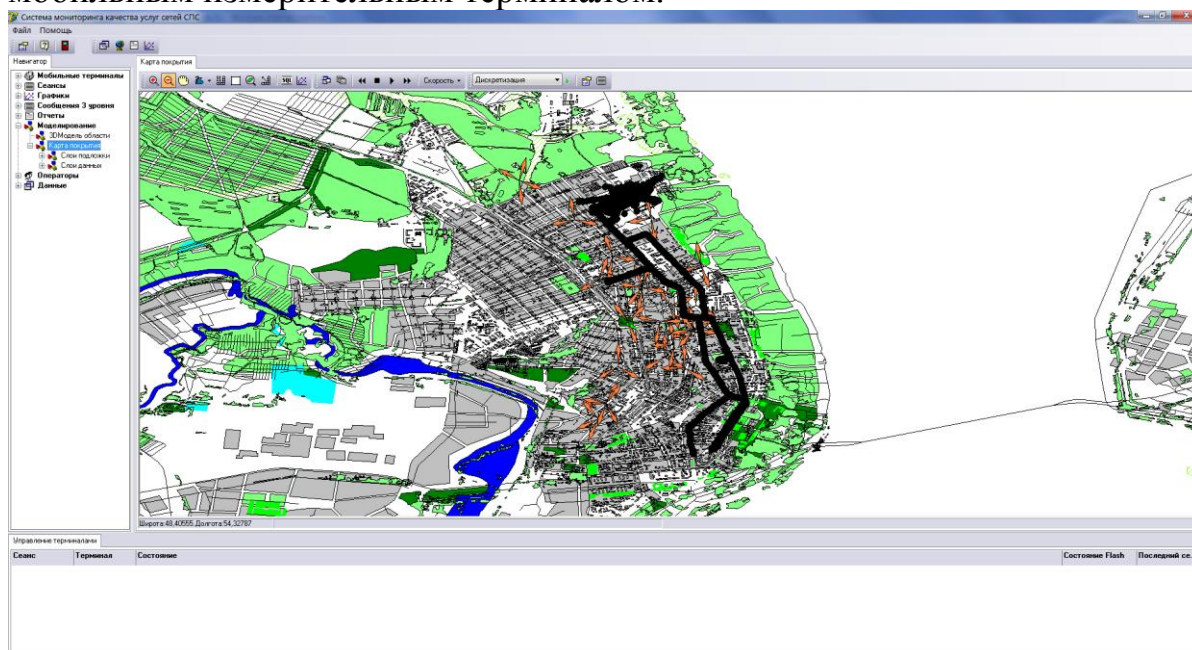 мобильным измерительным терминалом.
Система мониторинга качества услуг сетей СПС
Файл Помощь
Навигатор
Карта покрытия
Скорость
Дискретизация
SQL
Мобильные терминалы
Сеансы
Графики
Сообщения 3 уровня
Отчеты
Моделирование
3DМодель области
Карта покрытия
Слои подложки
Слои данных
Операторы
Данные
Широта:48,40555,Долгота:54,32787
Управление терминалами
Сеанс Терминал Состояние Состояние Flash Последний се..